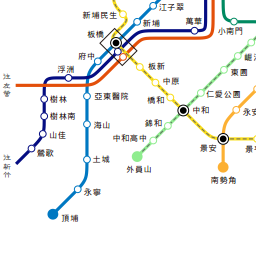 江子翠
新埔民生
新埔
萬華
小南門
板橋
府中
板新
浮洲
東園
中原
往左營
亞東醫院
橋和
仁愛公園
樹林
中和
樹林南
錦和
永安
海山
山佳
中和高中
景安
鶯歌
土城
外員山
往新竹
南勢角
永寧
頂埔